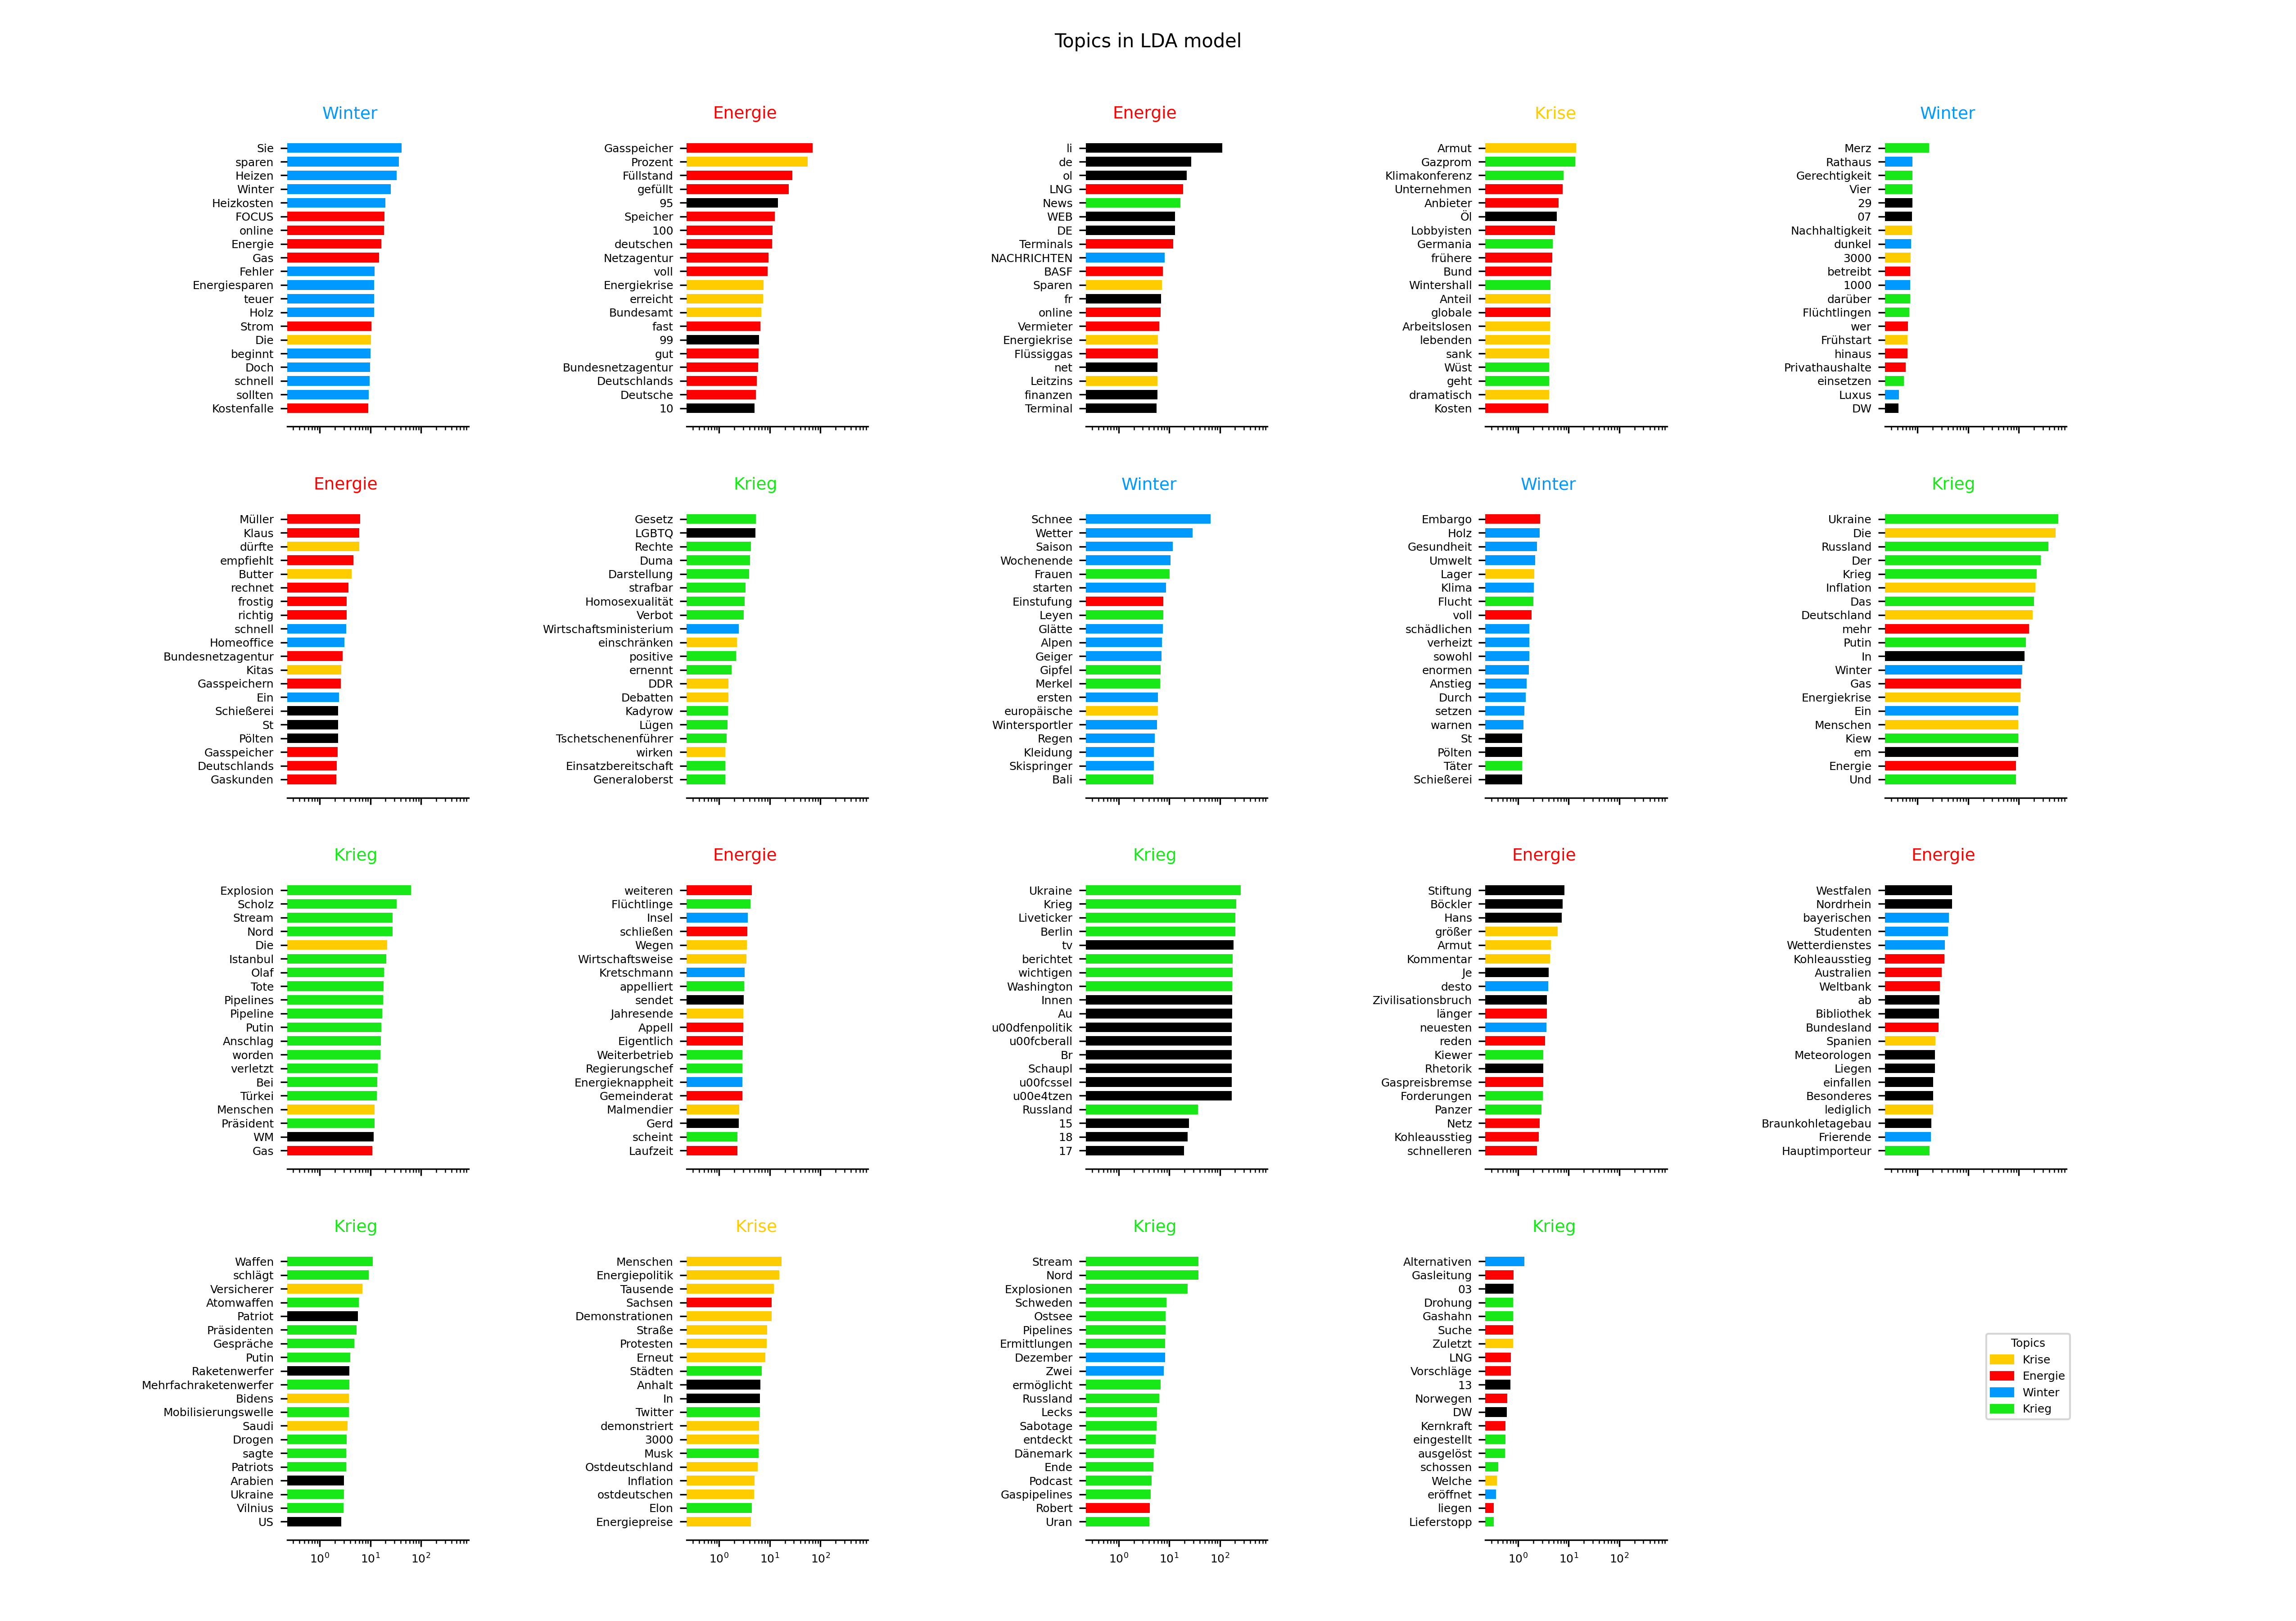 Topics in LDA model
Winter
Sie
sparen
Heizen
Winter
Heizkosten
FOCUS
online
Energie
Gas
Fehler
Energiesparen
teuer
Holz
Strom
Die
beginnt
Doch
schnell
sollten
Kostenfalle
Energie
Gasspeicher
Prozent
Füllstand
gefüllt
95
Speicher
100
deutschen
Netzagentur
voll
Energiekrise
erreicht
Bundesamt
fast
99
gut
Bundesnetzagentur
Deutschlands
Deutsche
10
Energie
li
de
ol
LNG
News
WEB
DE
Terminals
NACHRICHTEN
BASF
Sparen
fr
online
Vermieter
Energiekrise
Flüssiggas
net
Leitzins
finanzen
Terminal
Krise
Armut
Gazprom
Klimakonferenz
Unternehmen
Anbieter
Öl
Lobbyisten
Germania
frühere
Bund
Wintershall
Anteil
globale
Arbeitslosen
lebenden
sank
Wüst
geht
dramatisch
Kosten
Winter
Merz
Rathaus
Gerechtigkeit
Vier
29
07
Nachhaltigkeit
dunkel
3000
betreibt
1000
darüber
Flüchtlingen
wer
Frühstart
hinaus
Privathaushalte
einsetzen
Luxus
DW
Energie
Müller
Klaus
dürfte
empfiehlt
Butter
rechnet
frostig
richtig
schnell
Homeoffice
Bundesnetzagentur
Kitas
Gasspeichern
Ein
Schießerei
St
Pölten
Gasspeicher
Deutschlands
Gaskunden
Krieg
Gesetz
LGBTQ
Rechte
Duma
Darstellung
strafbar
Homosexualität
Verbot
Wirtschaftsministerium
einschränken
positive
ernennt
DDR
Debatten
Kadyrow
Lügen
Tschetschenenführer
wirken
Einsatzbereitschaft
Generaloberst
Winter
Schnee
Wetter
Saison
Wochenende
Frauen
starten
Einstufung
Leyen
Glätte
Alpen
Geiger
Gipfel
Merkel
ersten
europäische
Wintersportler
Regen
Kleidung
Skispringer
Bali
Winter
Embargo
Holz
Gesundheit
Umwelt
Lager
Klima
Flucht
voll
schädlichen
verheizt
sowohl
enormen
Anstieg
Durch
setzen
warnen
St
Pölten
Täter
Schießerei
Krieg
Ukraine
Die
Russland
Der
Krieg
Inflation
Das
Deutschland
mehr
Putin
In
Winter
Gas
Energiekrise
Ein
Menschen
Kiew
em
Energie
Und
Krieg
Explosion
Scholz
Stream
Nord
Die
Istanbul
Olaf
Tote
Pipelines
Pipeline
Putin
Anschlag
worden
verletzt
Bei
Türkei
Menschen
Präsident
WM
Gas
Energie
weiteren
Flüchtlinge
Insel
schließen
Wegen
Wirtschaftsweise
Kretschmann
appelliert
sendet
Jahresende
Appell
Eigentlich
Weiterbetrieb
Regierungschef
Energieknappheit
Gemeinderat
Malmendier
Gerd
scheint
Laufzeit
Krieg
Ukraine
Krieg
Liveticker
Berlin
tv
berichtet
wichtigen
Washington
Innen
Au
u00dfenpolitik
u00fcberall
Br
Schaupl
u00fcssel
u00e4tzen
Russland
15
18
17
Energie
Stiftung
Böckler
Hans
größer
Armut
Kommentar
Je
desto
Zivilisationsbruch
länger
neuesten
reden
Kiewer
Rhetorik
Gaspreisbremse
Forderungen
Panzer
Netz
Kohleausstieg
schnelleren
Energie
Westfalen
Nordrhein
bayerischen
Studenten
Wetterdienstes
Kohleausstieg
Australien
Weltbank
ab
Bibliothek
Bundesland
Spanien
Meteorologen
Liegen
einfallen
Besonderes
lediglich
Braunkohletagebau
Frierende
Hauptimporteur
Krieg
Waffen
schlägt
Versicherer
Atomwaffen
Patriot
Präsidenten
Gespräche
Putin
Raketenwerfer
Mehrfachraketenwerfer
Bidens
Mobilisierungswelle
Saudi
Drogen
sagte
Patriots
Arabien
Ukraine
Vilnius
US
10⁰ 10¹ 10²
Krise
Menschen
Energiepolitik
Tausende
Sachsen
Demonstrationen
Straße
Protesten
Erneut
Städten
Anhalt
In
Twitter
demonstriert
3000
Musk
Ostdeutschland
Inflation
ostdeutschen
Elon
Energiepreise
10⁰ 10¹ 10²
Krieg
Stream
Nord
Explosionen
Schweden
Ostsee
Pipelines
Ermittlungen
Dezember
Zwei
ermöglicht
Russland
Lecks
Sabotage
entdeckt
Dänemark
Ende
Podcast
Gaspipelines
Robert
Uran
10⁰ 10¹ 10²
Krieg
Alternativen
Gasleitung
03
Drohung
Gashahn
Suche
Zuletzt
LNG
Vorschläge
13
Norwegen
DW
Kernkraft
eingestellt
ausgelöst
schossen
Welche
eröffnet
liegen
Lieferstopp
10⁰ 10¹ 10²
Topics
Krise
Energie
Winter
Krieg